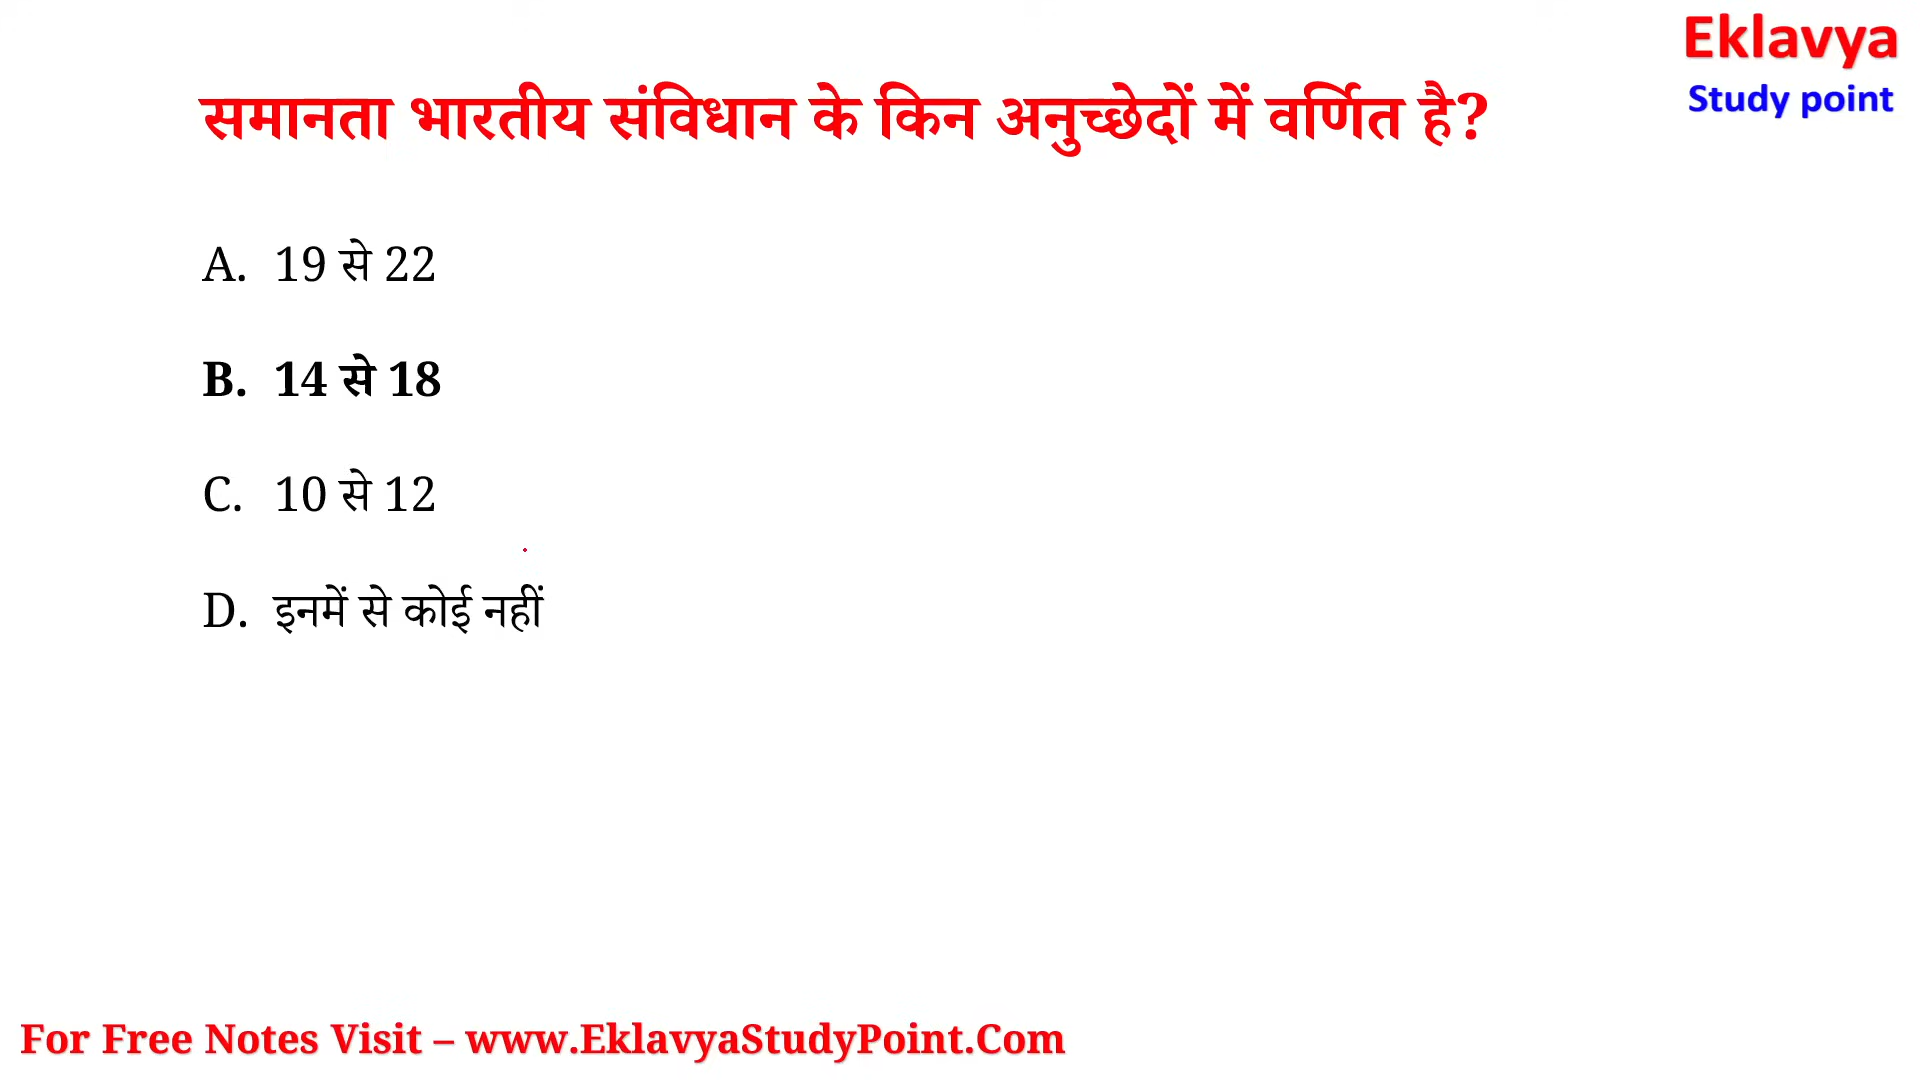 Eklavya
Study point
समानता भारतीय संविधान के किन अनुच्छेदों में वर्णित है?
A. 19 से 22
B. 14 से 18
C. 10 से 12
D. इनमें से कोई नहीं
For Free Notes Visit – www.EklavyaStudyPoint.Com